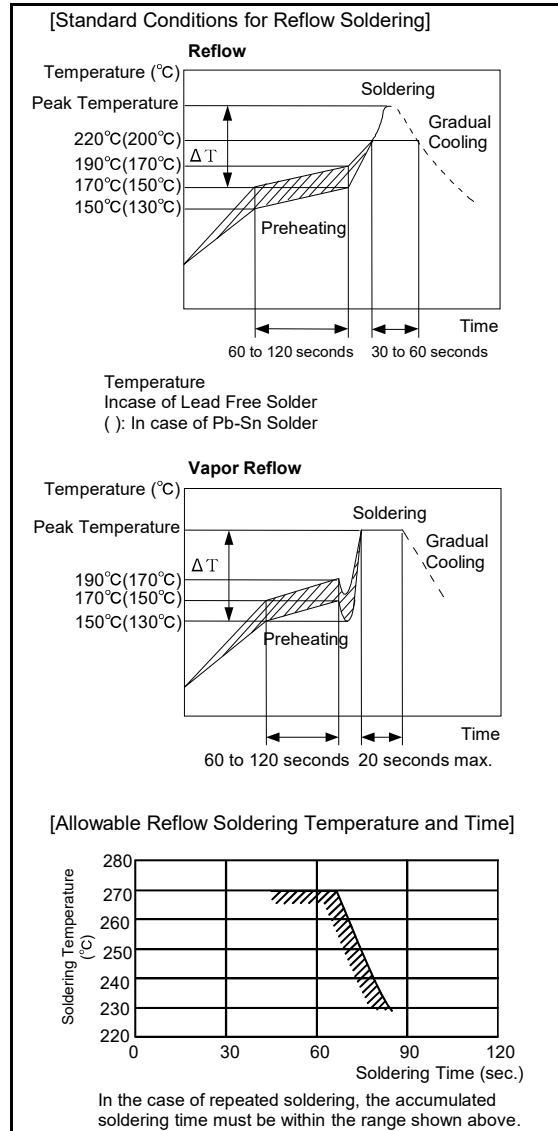 [Standard Conditions for Reflow Soldering]
Reflow
Temperature (°C)
Peak Temperature
220°C(200°C)
190°C(170°C)
170°C(150°C)
150°C(130°C)
ΔT
Soldering
Gradual
Cooling
Preheating
Time
60 to 120 seconds
30 to 60 seconds
Temperature
Incase of Lead Free Solder
( ): In case of Pb-Sn Solder
Vapor Reflow
Temperature (°C)
Peak Temperature
190°C(170°C)
170°C(150°C)
150°C(130°C)
ΔT
Soldering
Gradual
Cooling
Preheating
Time
60 to 120 seconds
20 seconds max.
[Allowable Reflow Soldering Temperature and Time]
Soldering Temperature
(°C)
280
270
260
250
240
230
220
0
30
60
90
120
Soldering Time (sec.)
In the case of repeated soldering, the accumulated
soldering time must be within the range shown above.